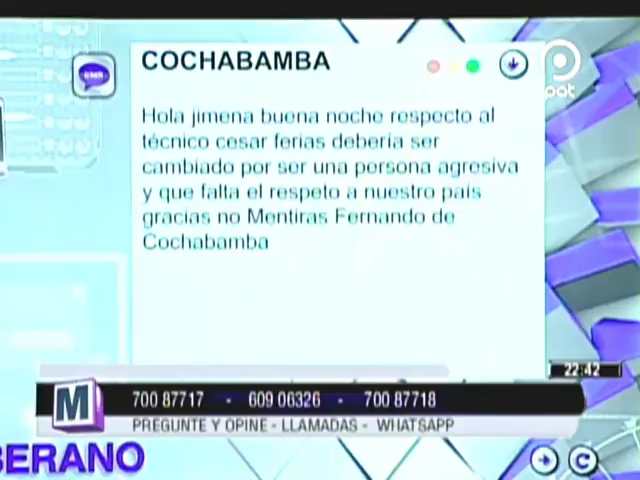 COCHABAMBA
SMS
pat
Hola jimena buena noche respecto al
técnico cesar ferias debería ser
cambiado por ser una persona agresiva
y que falta el respeto a nuestro país
gracias no Mentiras Fernando de
Cochabamba
22:42
M
700 87717 - 609 06326 - 700 87718
PREGUNTE Y OPINE - LLAMADAS - WHATSAPP
BERANO